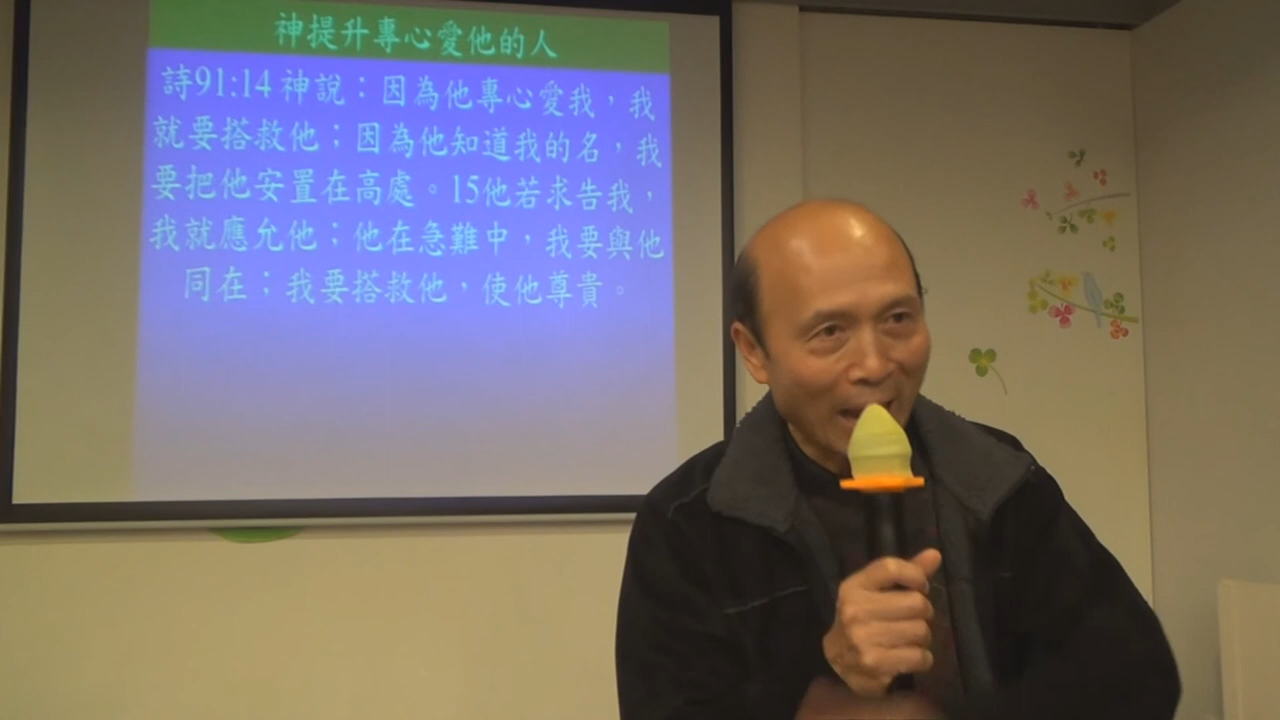 神提升專心愛他的人
詩91:14 神說：因為他專心愛我，我
就要搭救他；因為他知道我的名，我
要把他安置在高處。15他若求告我，
我就應允他；他在急難中，我要與他
同在；我要搭救他，使他尊貴。